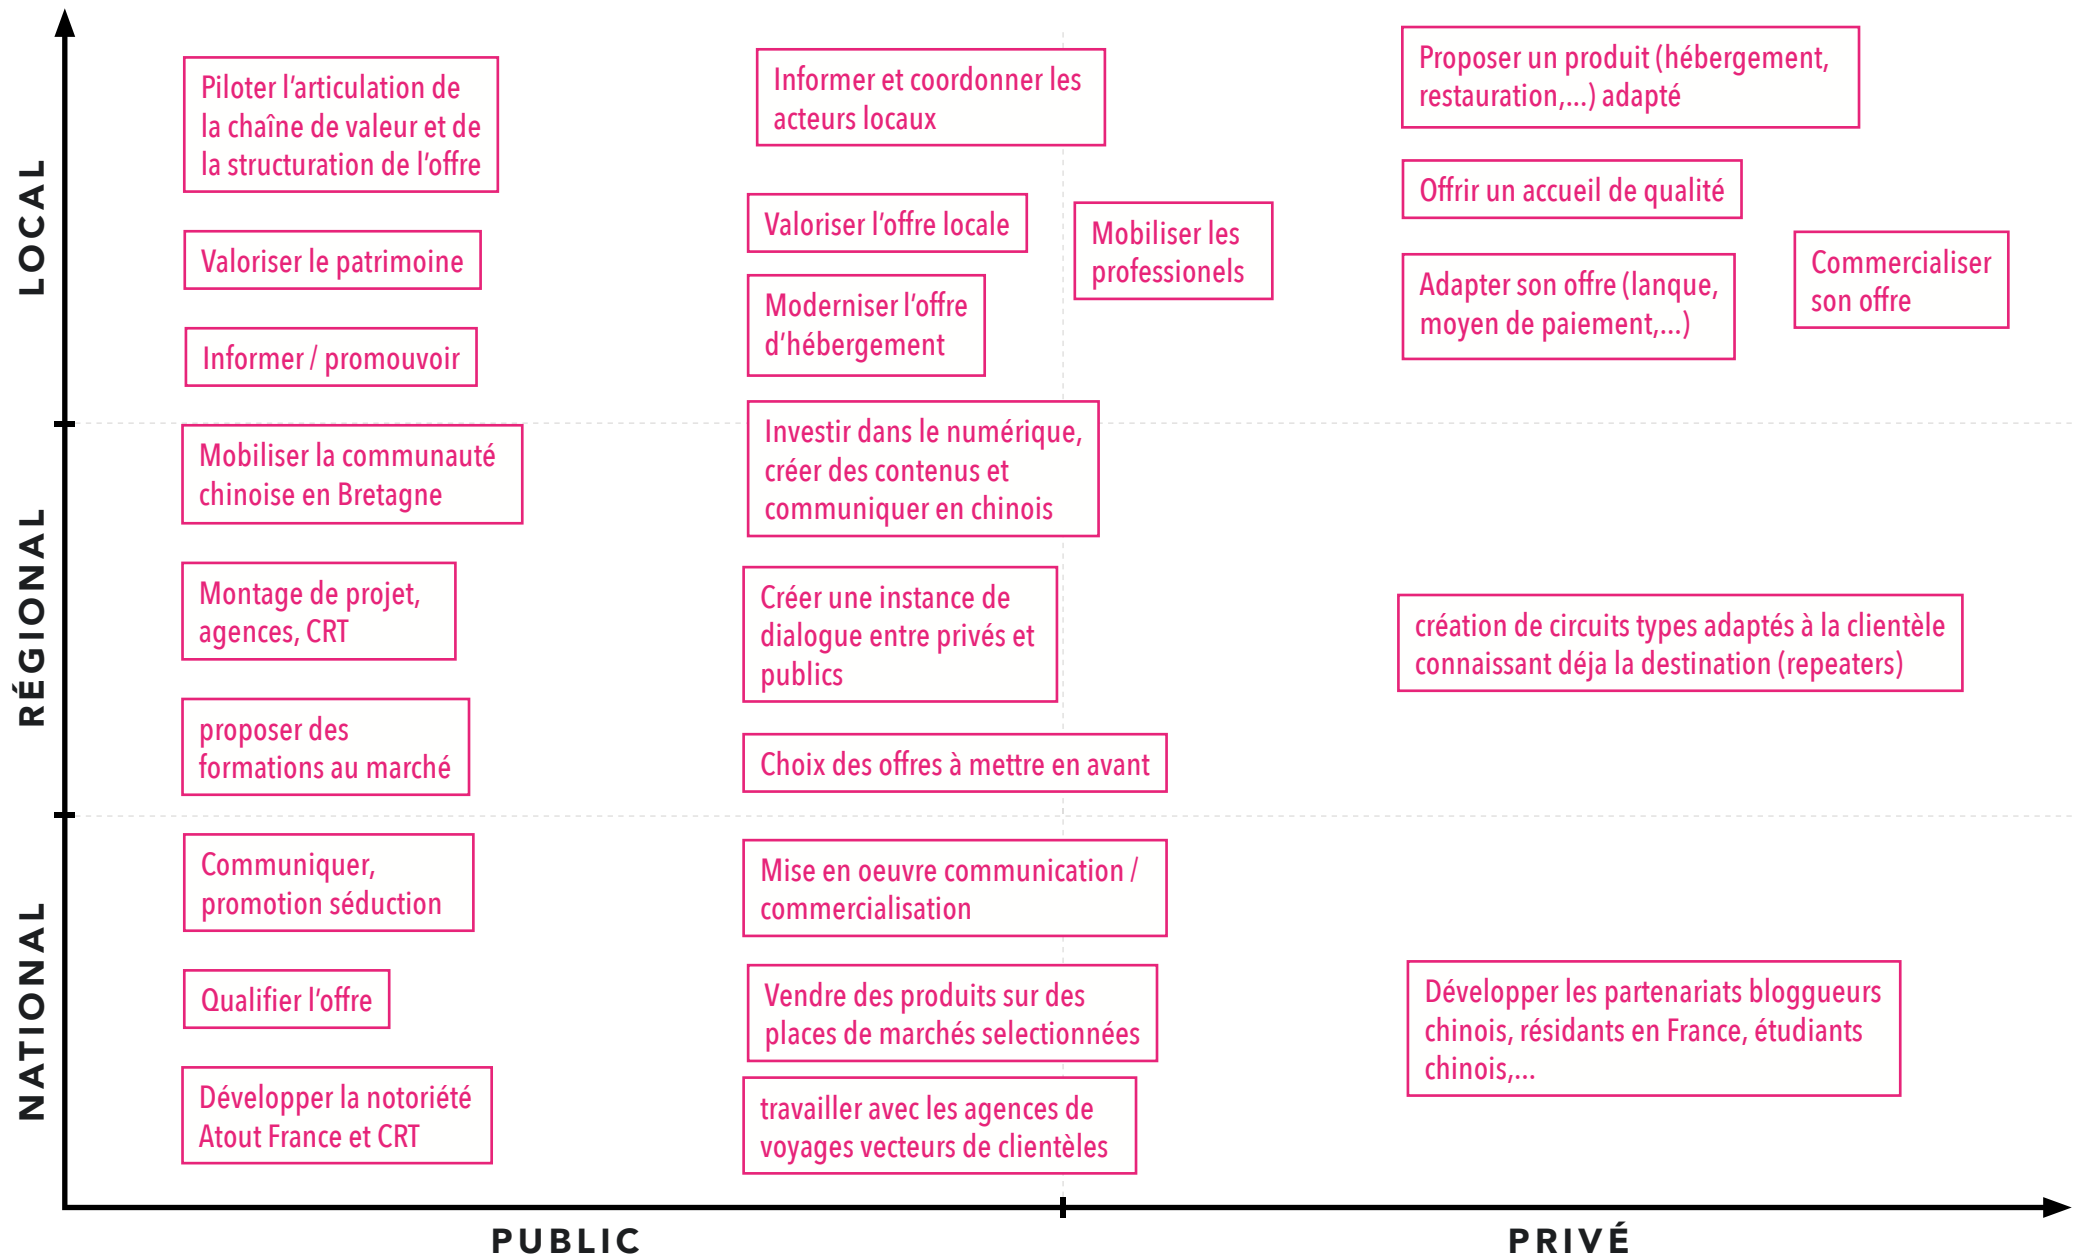 LOCAL
Piloter l'articulation de
la chaîne de valeur et de
la structuration de l'offre
Valoriser le patrimoine
Informer / promouvoir
Informer et coordonner les
acteurs locaux
Valoriser l'offre locale
Moderniser l'offre
d'hébergement
Mobiliser les
professionels
Proposer un produit (hébergement,
restauration,...) adapté
Offrir un accueil de qualité
Adapter son offre (lanque,
moyen de paiement,...)
Commercialiser
son offre
RÉGIONAL
Mobiliser la communauté
chinoise en Bretagne
Montage de projet,
agences, CRT
proposer des
formations au marché
Investir dans le numérique,
créer des contenus et
communiquer en chinois
Créer une instance de
dialogue entre privés et
publics
Choix des offres à mettre en avant
création de circuits types adaptés à la clientèle
connaissant déja la destination (repeaters)
NATIONAL
Communiquer,
promotion séduction
Qualifier l'offre
Développer la notoriété
Atout France et CRT
Mise en oeuvre communication /
commercialisation
Vendre des produits sur des
places de marchés selectionnées
travailler avec les agences de
voyages vecteurs de clientèles
Développer les partenariats bloggueurs
chinois, résidants en France, étudiants
chinois,...
PUBLIC
PRIVÉ